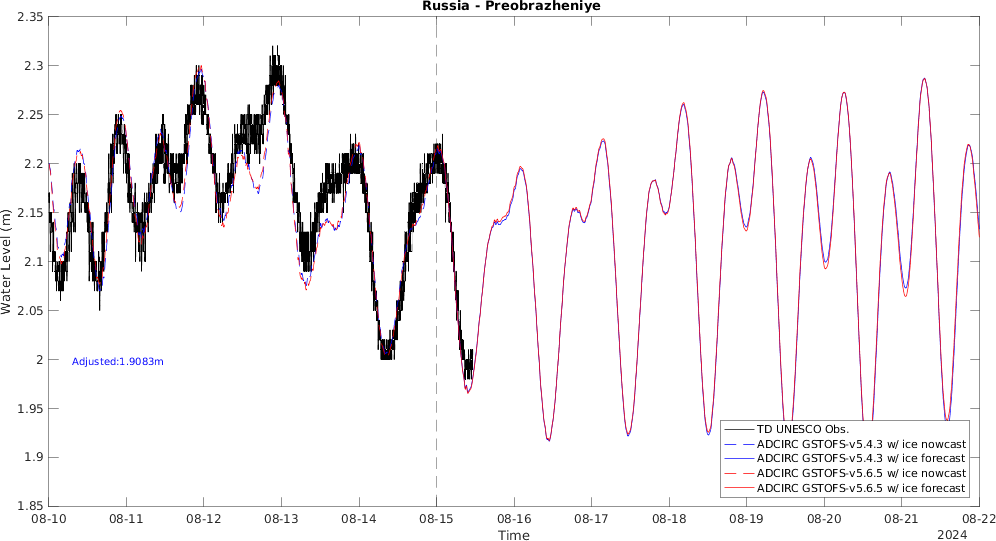 Russia - Preobrazheniye
2.35
2.3
2.25
2.2
2.15
2.1
2.05
2
1.95
1.9
1.85
Water Level (m)
Adjusted:1.9083m
TD UNESCO Obs.
ADCIRC GSTOFS-v5.4.3 w/ ice nowcast
ADCIRC GSTOFS-v5.4.3 w/ ice forecast
ADCIRC GSTOFS-v5.6.5 w/ ice nowcast
ADCIRC GSTOFS-v5.6.5 w/ ice forecast
08-10 08-11 08-12 08-13 08-14 08-15 08-16 08-17 08-18 08-19 08-20 08-21 08-22
Time
2024